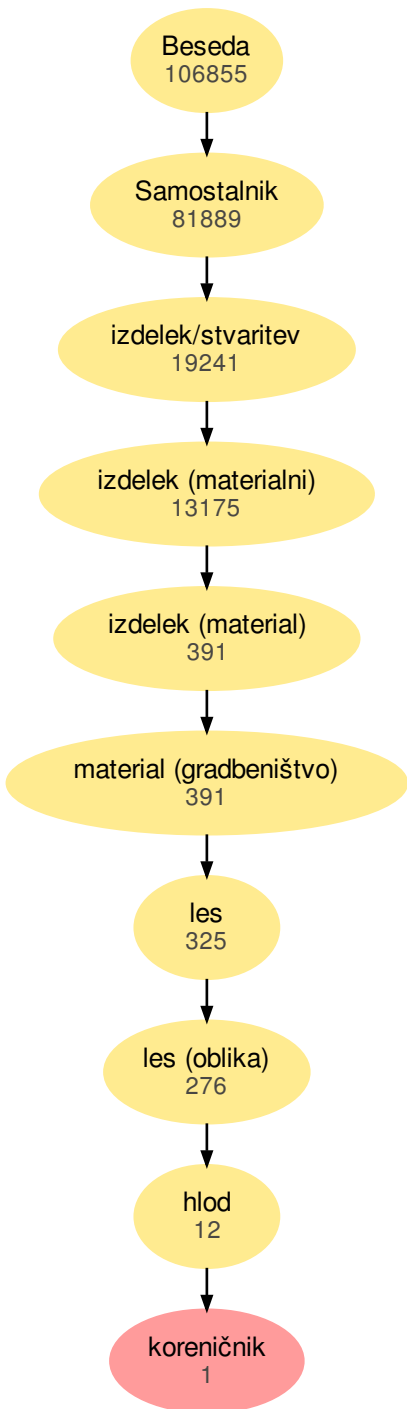 Beseda
106855
Samostalnik
81889
izdelek/stvaritev
19241
izdelek (materialni)
13175
izdelek (material)
391
material (gradbeništvo)
391
les
325
les (oblika)
276
hlod
12
koreničnik
1